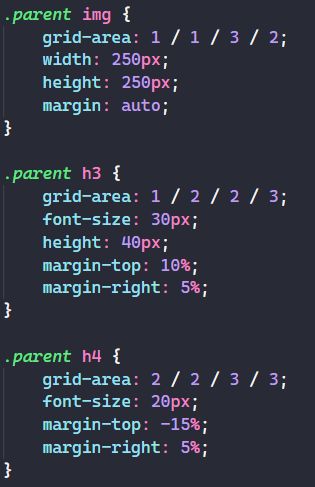 .parent img {
    grid-area: 1 / 1 / 3 / 2;
    width: 250px;
    height: 250px;
    margin: auto;
}

.parent h3 {
    grid-area: 1 / 2 / 2 / 3;
    font-size: 30px;
    height: 40px;
    margin-top: 10%;
    margin-right: 5%;
}

.parent h4 {
    grid-area: 2 / 2 / 3 / 3;
    font-size: 20px;
    margin-top: -15%;
    margin-right: 5%;
}